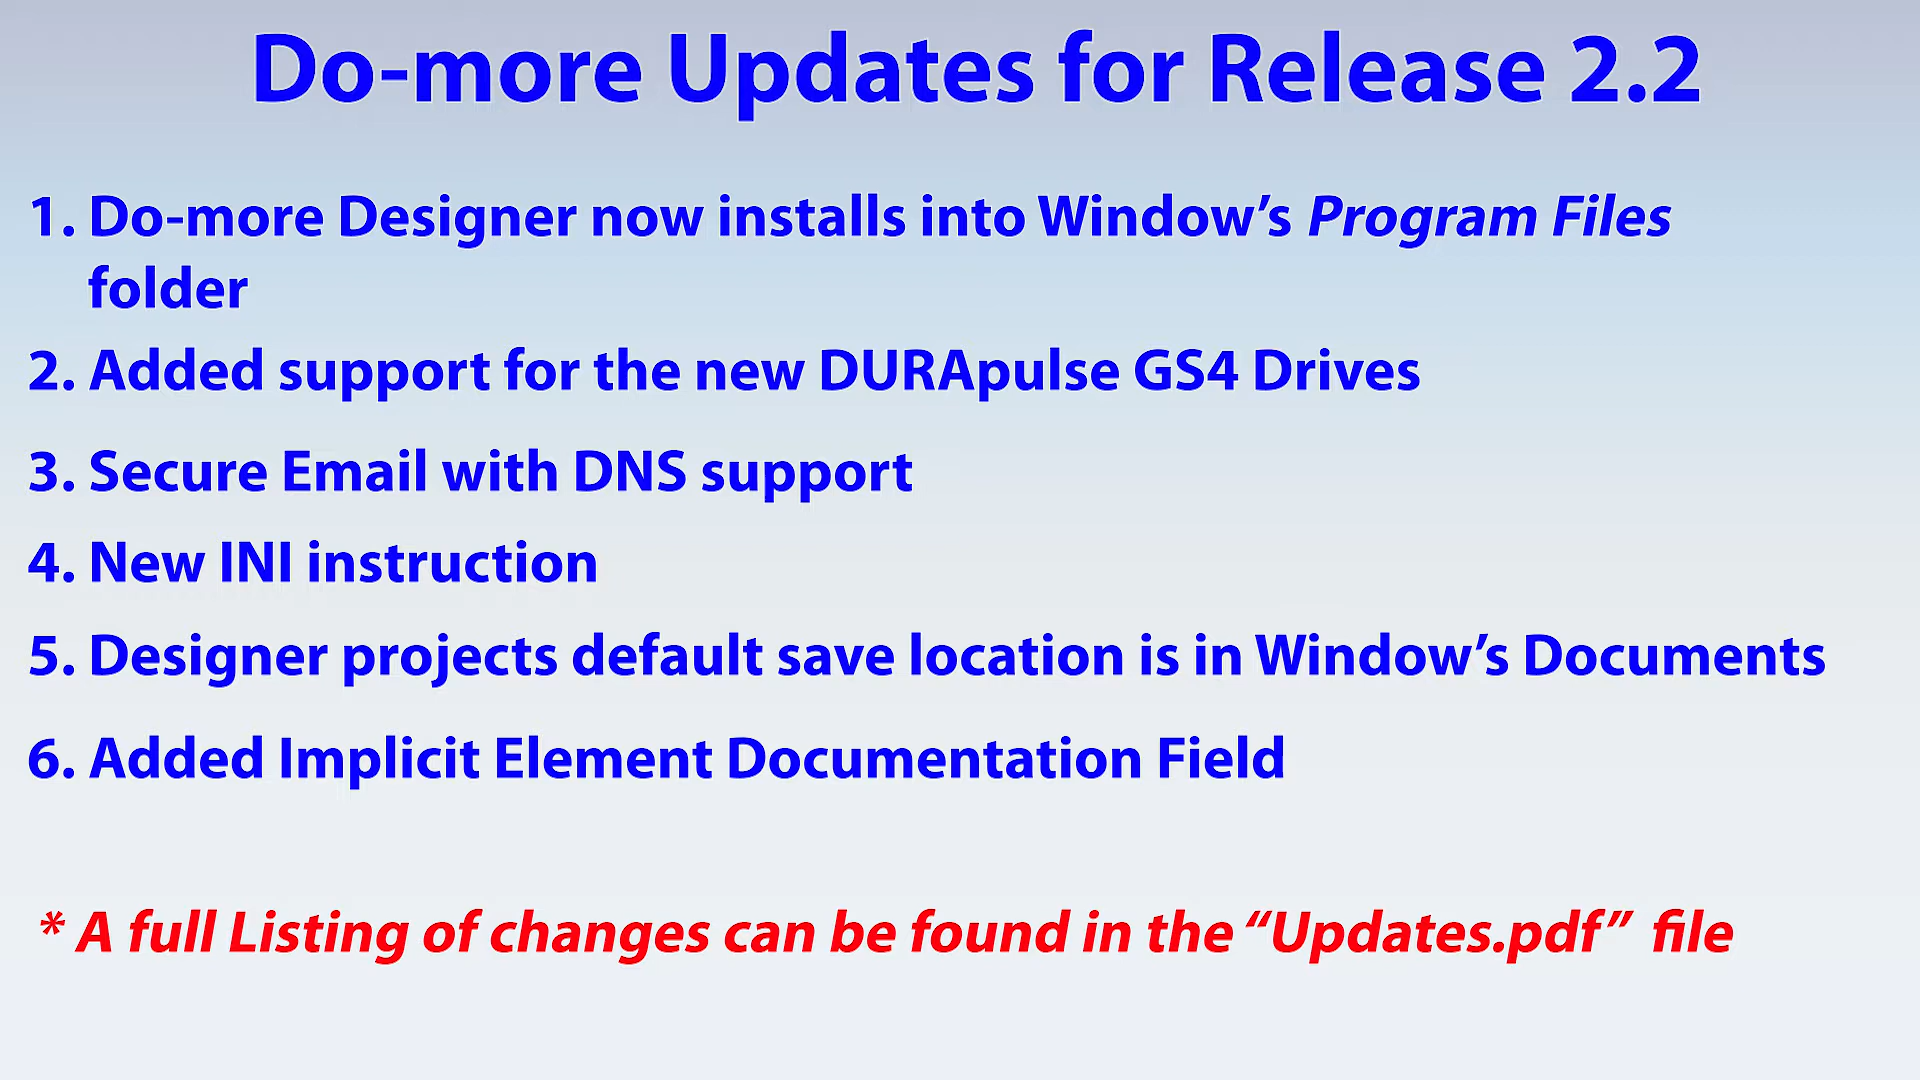 Do-more Updates for Release 2.2
1. Do-more Designer now installs into Window’s Program Files
folder
2. Added support for the new DURApulse GS4 Drives
3. Secure Email with DNS support
4. New INI instruction
5. Designer projects default save location is in Window’s Documents
6. Added Implicit Element Documentation Field
* A full Listing of changes can be found in the “Updates.pdf” file